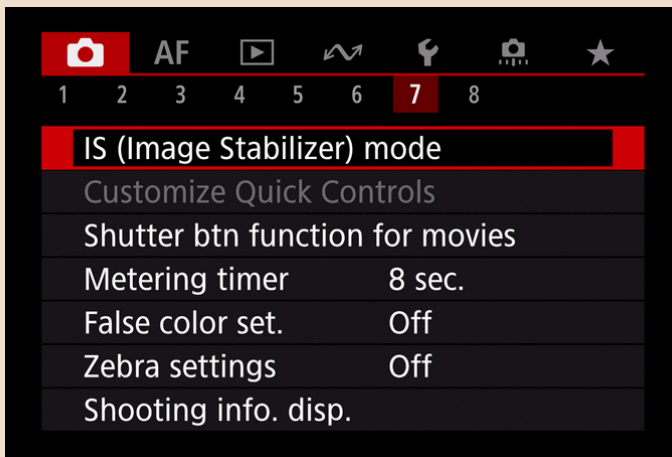 AF
1 2 3 4 5 6 7 8
IS (Image Stabilizer) mode
Customize Quick Controls
Shutter btn function for movies
Metering timer 8 sec.
False color set. Off
Zebra settings Off
Shooting info. disp.